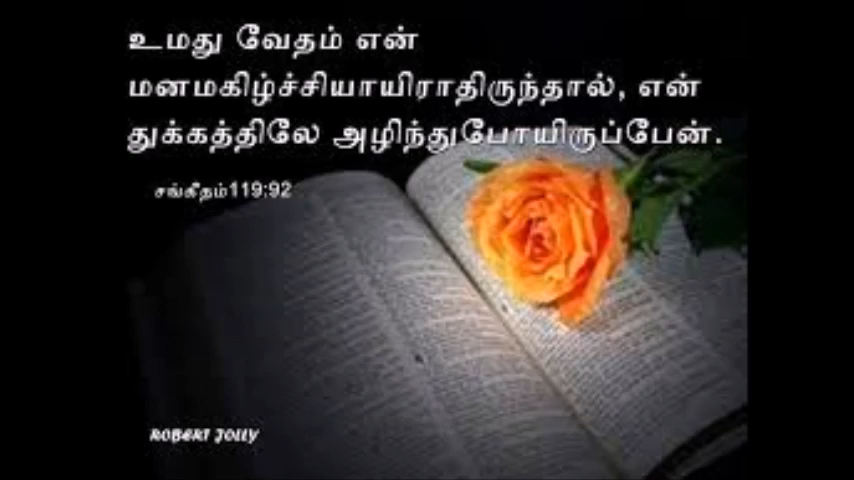 உமது வேதம் என்
மனமகிழ்ச்சியாயிராதிருந்தால், என்
துக்கத்திலே அழிந்துபோயிருப்பேன்.
சங்கீதம்119:92
ROBERT JOLLY